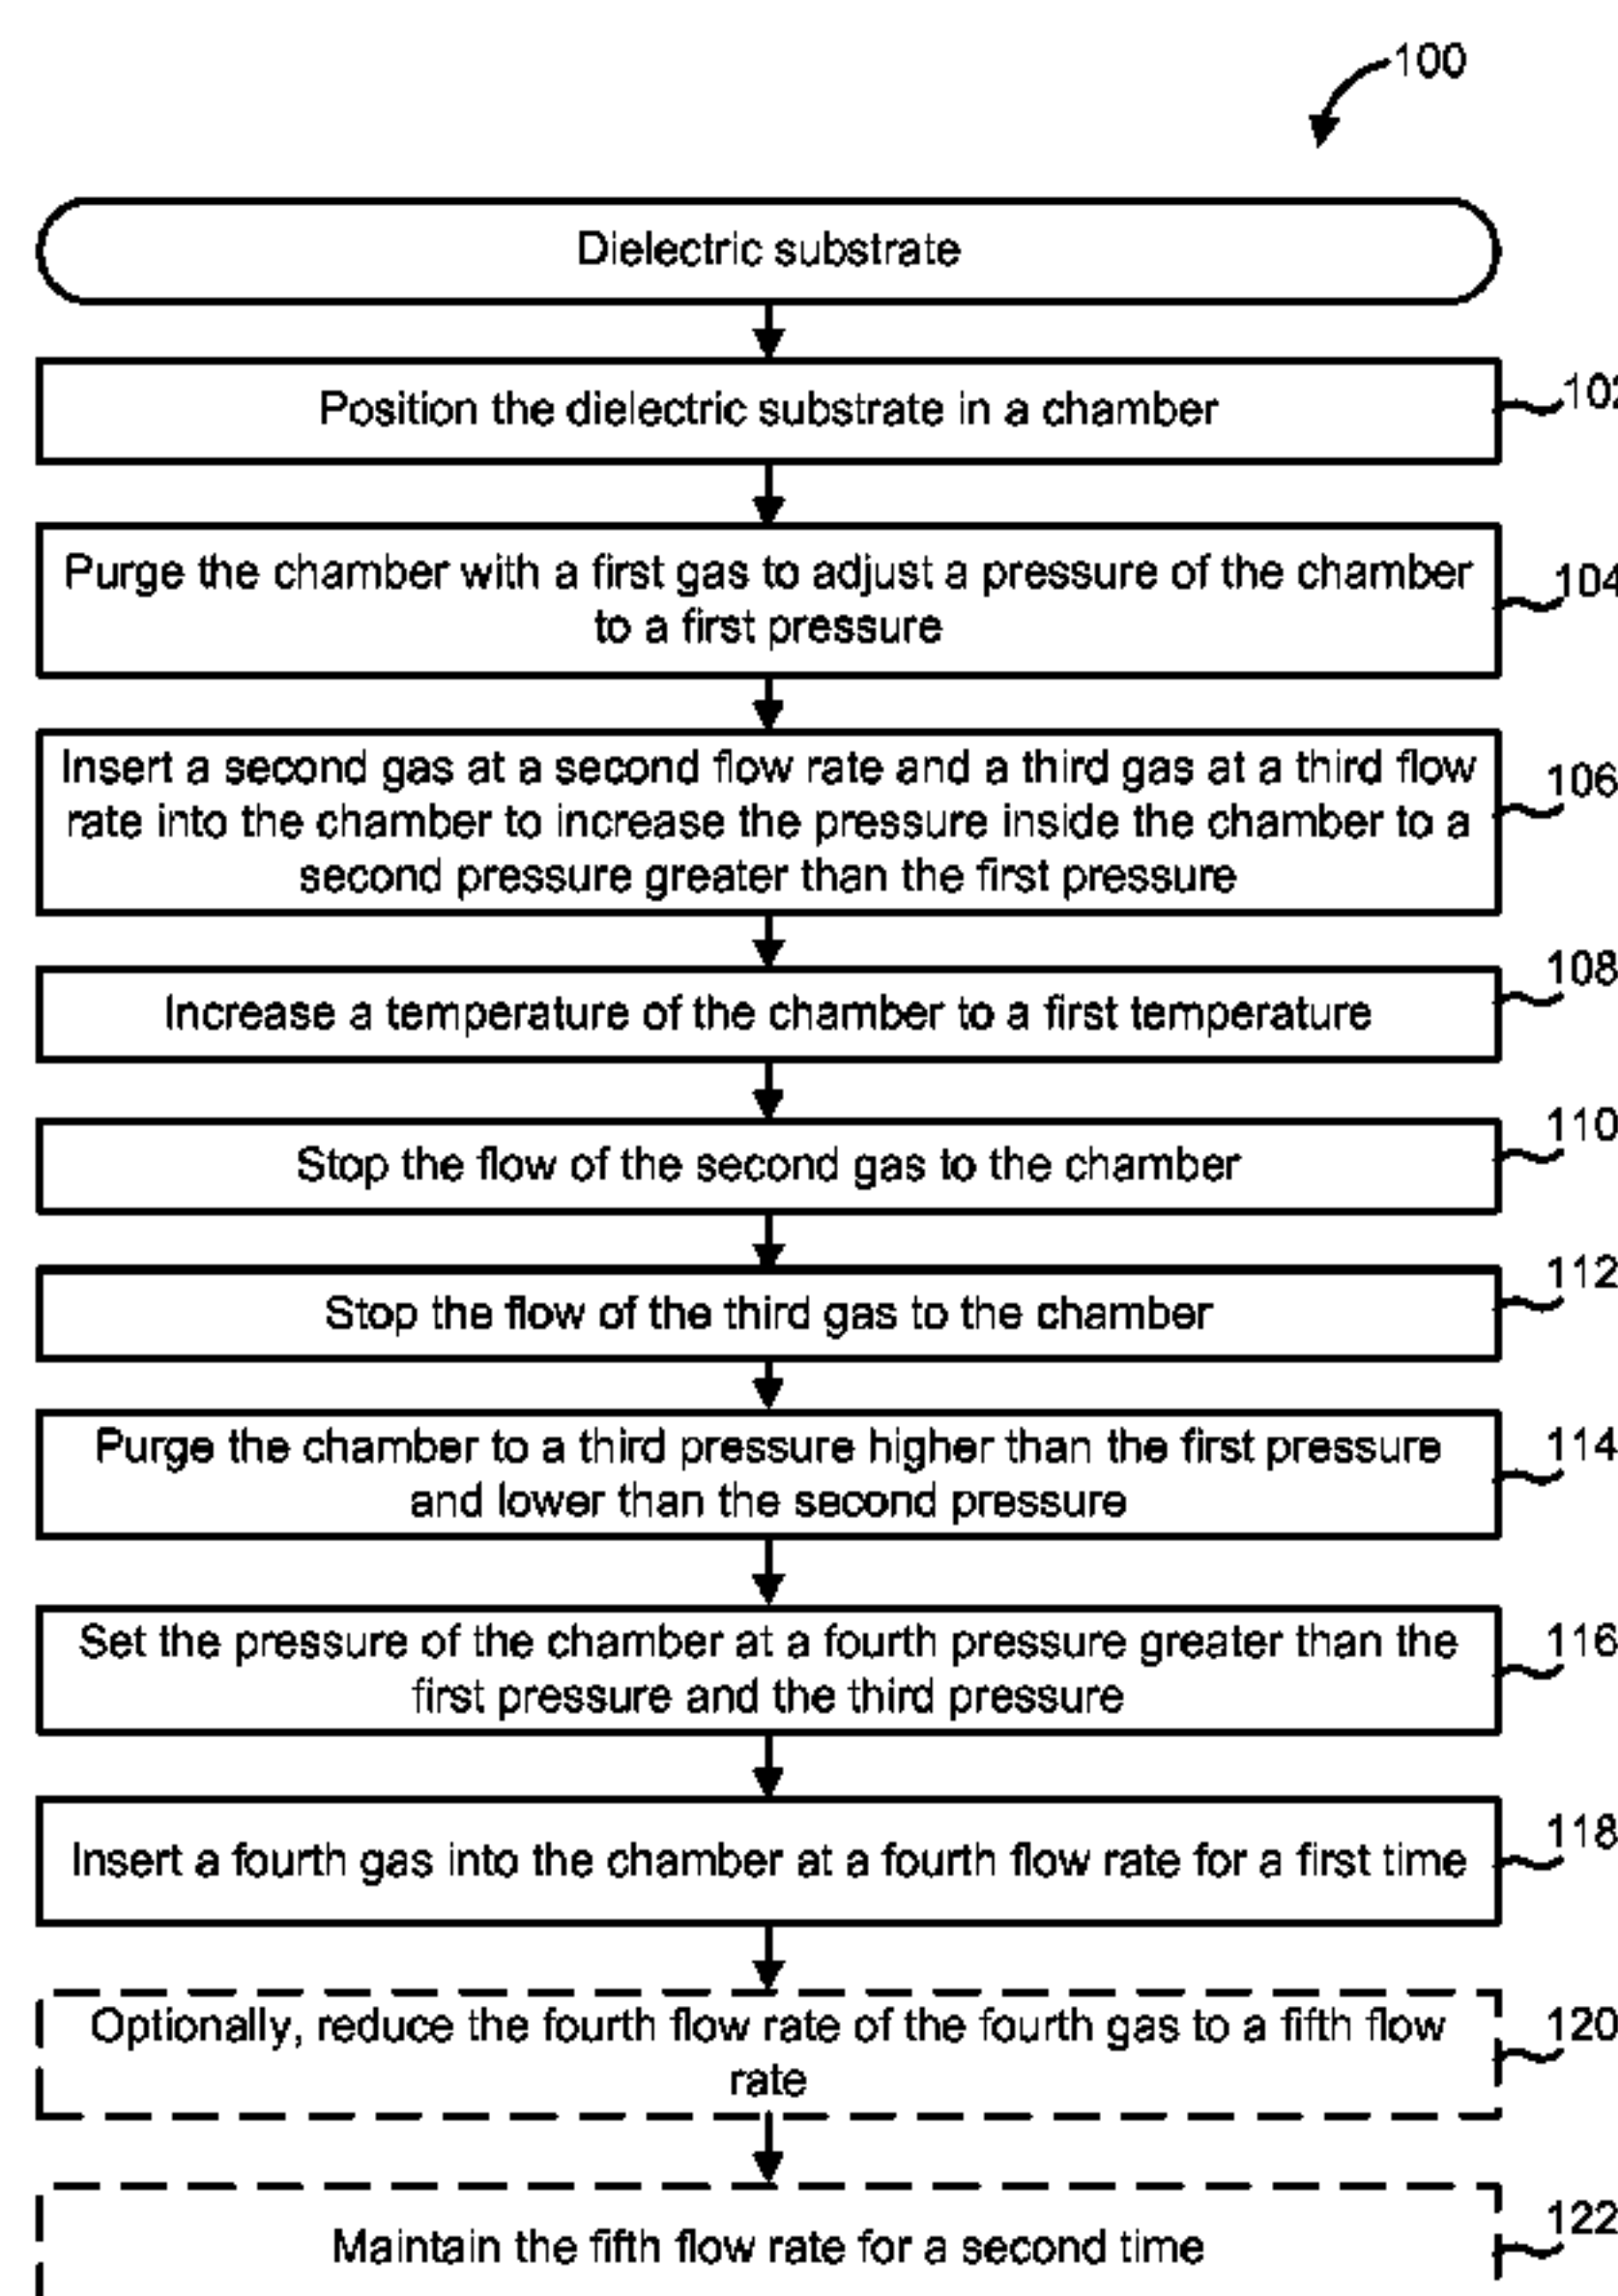 100
Dielectric substrate
Position the dielectric substrate in a chamber
102
Purge the chamber with a first gas to adjust a pressure of the chamber
to a first pressure
104
Insert a second gas at a second flow rate and a third gas at a third flow
rate into the chamber to increase the pressure inside the chamber to a
second pressure greater than the first pressure
106
Increase a temperature of the chamber to a first temperature
108
Stop the flow of the second gas to the chamber
110
Stop the flow of the third gas to the chamber
112
Purge the chamber to a third pressure higher than the first pressure
and lower than the second pressure
114
Set the pressure of the chamber at a fourth pressure greater than the
first pressure and the third pressure
116
Insert a fourth gas into the chamber at a fourth flow rate for a first time
118
Optionally, reduce the fourth flow rate of the fourth gas to a fifth flow
rate
120
Maintain the fifth flow rate for a second time
122